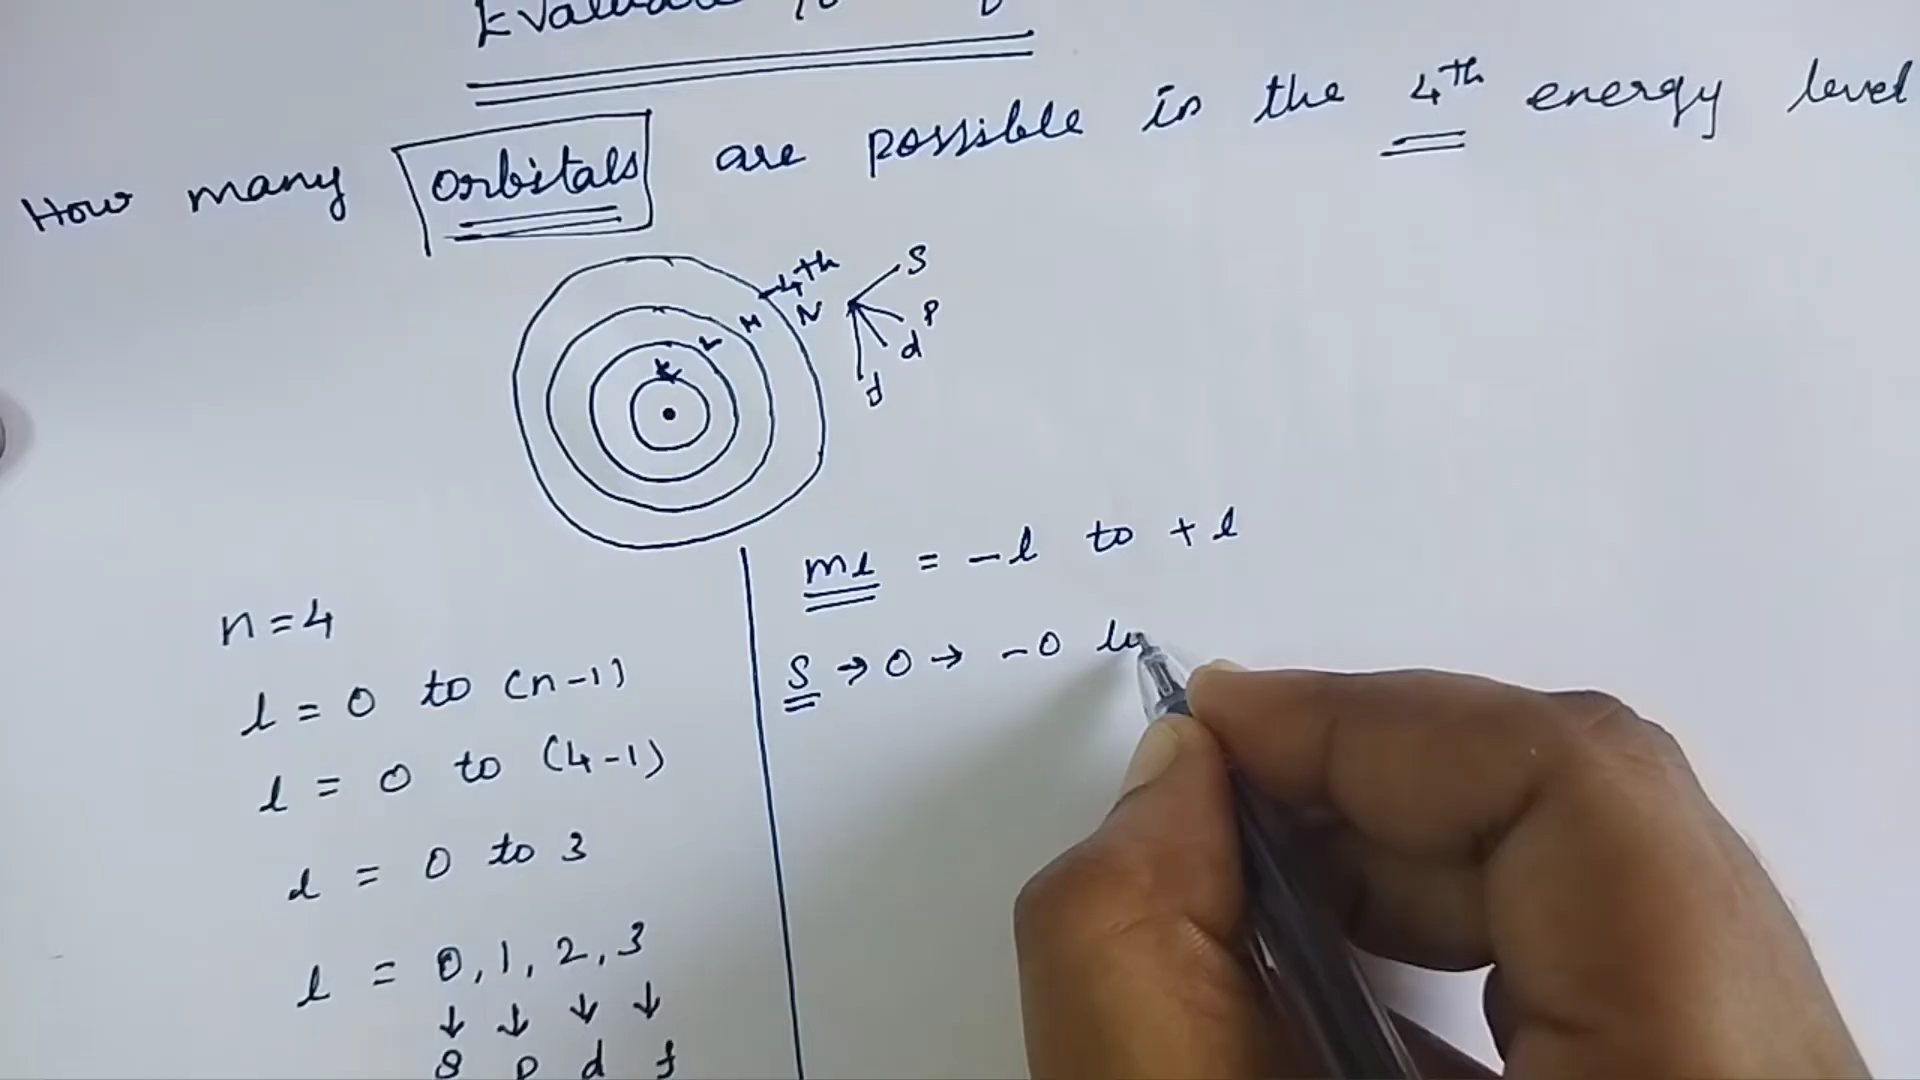 Evaluate
How many orbitals are possible in the 4th energy level
4th
K L M N
s
p
d
f
n = 4
l = 0 to (n-1)
l = 0 to (4-1)
l = 0 to 3
l = 0, 1, 2, 3
↓ ↓ ↓ ↓
s p d f
ml = -l to +l
s → 0 → -0